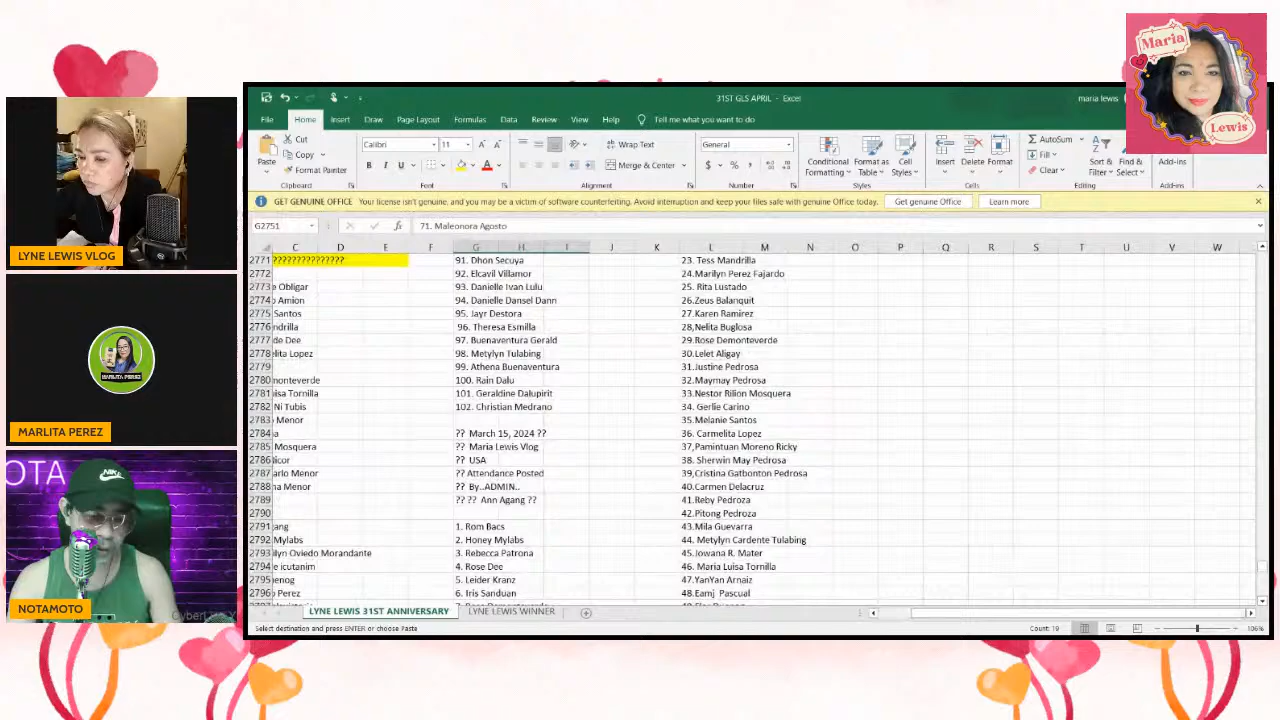 Maria
Lewis
LYNE LEWIS VLOG
MARLITA PEREZ
MARLITA PEREZ
OTA
NOTAMOTO
31ST GLS APRIL - Excel
maria lewis
File Home Insert Draw Page Layout Formulas Data Review View Help Tell me what you want to do
Paste
Cut
Copy
Format Painter
Clipboard
Calibri 11
B I U
Font
Wrap Text
Merge & Center
Alignment
General
$ % ,
Number
Conditional Formatting
Format as Table
Cell Styles
Styles
Insert Delete Format
Cells
AutoSum
Fill
Clear
Sort & Filter
Find & Select
Editing
Add-ins
Add-ins
GET GENUINE OFFICE Your license isn't genuine, and you may be a victim of software counterfeiting. Avoid interruption and keep your files safe with genuine Office today. Get genuine Office Learn more
G2751 fx 71. Maleonora Agosto
C D E F G H I J K L M N O P Q R S T U V W
2771 ??????????????? 91. Dhon Secuya 23. Tess Mandrilla
2772 92. Elcavil Villamor 24.Marilyn Perez Fajardo
2773 Obligar 93. Danielle Ivan Lulu 25. Rita Lustado
2774 Amion 94. Danielle Dansel Dann 26.Zeus Balanquit
2775 Santos 95. Jayr Destora 27.Karen Ramirez
2776 ndrilla 96. Theresa Esmilla 28,Nelita Buglosa
2777 de Dee 97. Buenaventura Gerald 29.Rose Demonteverde
2778 elita Lopez 98. Metylyn Tulabing 30.Lelet Aligay
2779 99. Athena Buenaventura 31.Justine Pedrosa
2780 monteverde 100. Rain Dalu 32.Maymay Pedrosa
2781 isa Tornilla 101. Geraldine Dalupirit 33.Nestor Rilion Mosquera
2782 Ni Tubis 102. Christian Medrano 34. Gerlie Carino
2783 Menor 35.Melanie Santos
2784 a ?? March 15, 2024 ?? 36. Carmelita Lopez
2785 Mosquera ?? Maria Lewis Vlog 37,Pamintuan Moreno Ricky
2786 ticor ?? USA 38. Sherwin May Pedrosa
2787 arlo Menor ?? Attendance Posted 39,Cristina Gatbonton Pedrosa
2788 na Menor ?? By..ADMIN.. 40.Carmen Delacruz
2789 ?? ?? Ann Agang ?? 41.Reby Pedroza
2790 42.Pitong Pedroza
2791 ang 1. Rom Bacs 43.Mila Guevarra
2792 Mylabs 2. Honey Mylabs 44. Metylyn Cardente Tulabing
2793 ilyn Oviedo Morandante 3. Rebecca Patrona 45.Jowana R. Mater
2794 e icutanim 4. Rose Dee 46. Maria Luisa Tornilla
2795 enog 5. Leider Kranz 47.YanYan Arnaiz
2796 Perez 6. Iris Sanduan 48.Eamj Pascual
LYNE LEWIS 31ST ANNIVERSARY LYNE LEWIS WINNER
Select destination and press ENTER or choose Paste Count: 19 106%